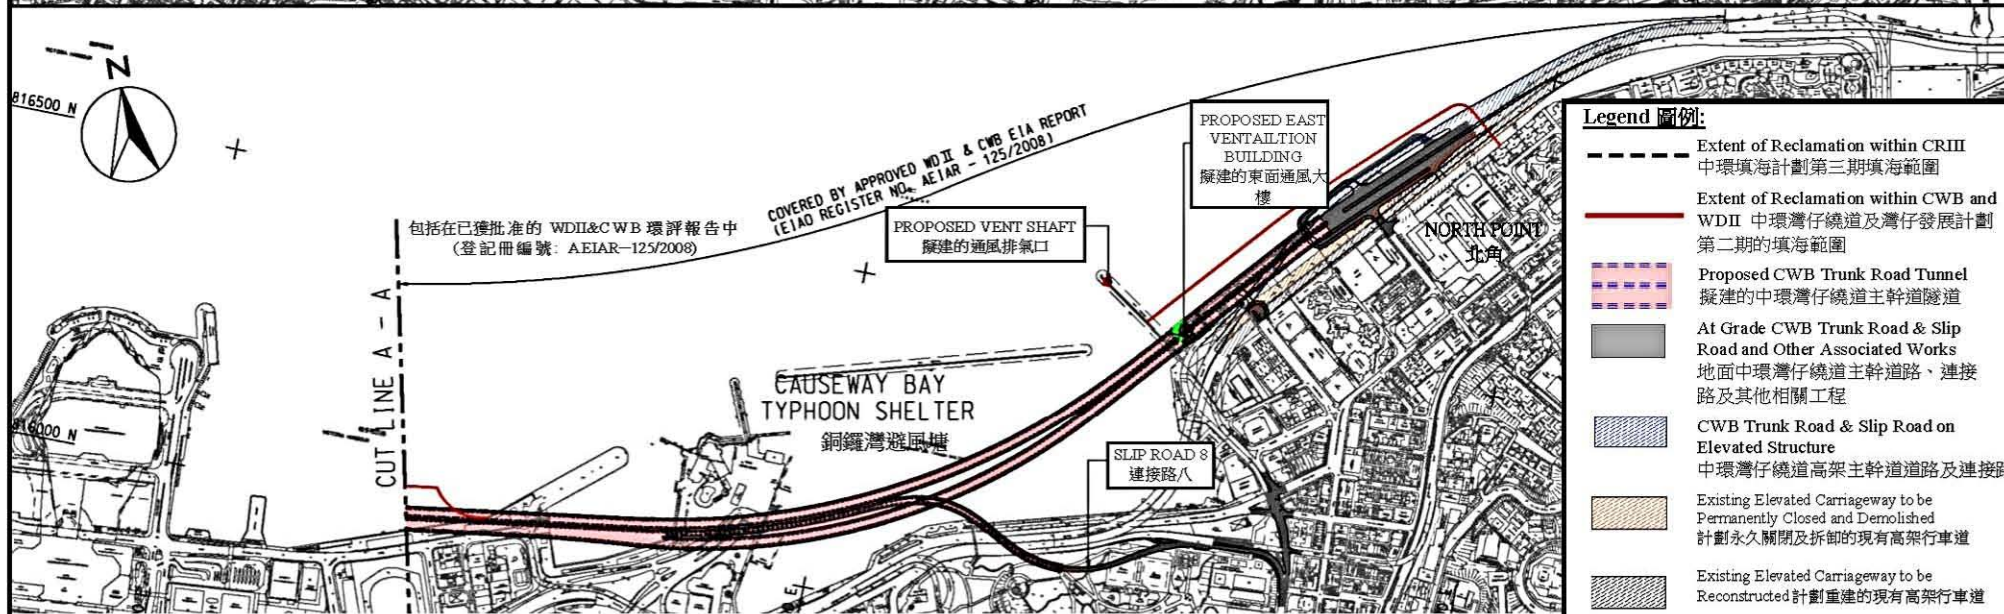 N
816500 N
816000 N
CUT LINE A - A
包括在已獲批准的 WDII&CWB 環評報告中
(登記冊編號: AEIAR-125/2008)
COVERED BY APPROVED WDII & CWB EIA REPORT
(EIAO REGISTER NO. AEIAR - 125/2008)
PROPOSED VENT SHAFT
擬建的通風排氣口
PROPOSED EAST
VENTAILTION
BUILDING
擬建的東面通風大
樓
NORTH POINT
北角
CAUSEWAY BAY
TYPHOON SHELTER
銅鑼灣避風塘
SLIP ROAD 8
連接路八
E
Legend 圖例:
Extent of Reclamation within CRIII
中環填海計劃第三期填海範圍
Extent of Reclamation within CWB and
WDII 中環灣仔繞道及灣仔發展計劃
第二期的填海範圍
Proposed CWB Trunk Road Tunnel
擬建的中環灣仔繞道主幹道隧道
At Grade CWB Trunk Road & Slip
Road and Other Associated Works
地面中環灣仔繞道主幹道路、連接
路及其他相關工程
CWB Trunk Road & Slip Road on
Elevated Structure
中環灣仔繞道高架主幹道道路及連接路
Existing Elevated Carriageway to be
Permanently Closed and Demolished
計劃永久關閉及拆卸的現有高架行車道
Existing Elevated Carriageway to be
Reconstructed 計劃重建的現有高架行車道